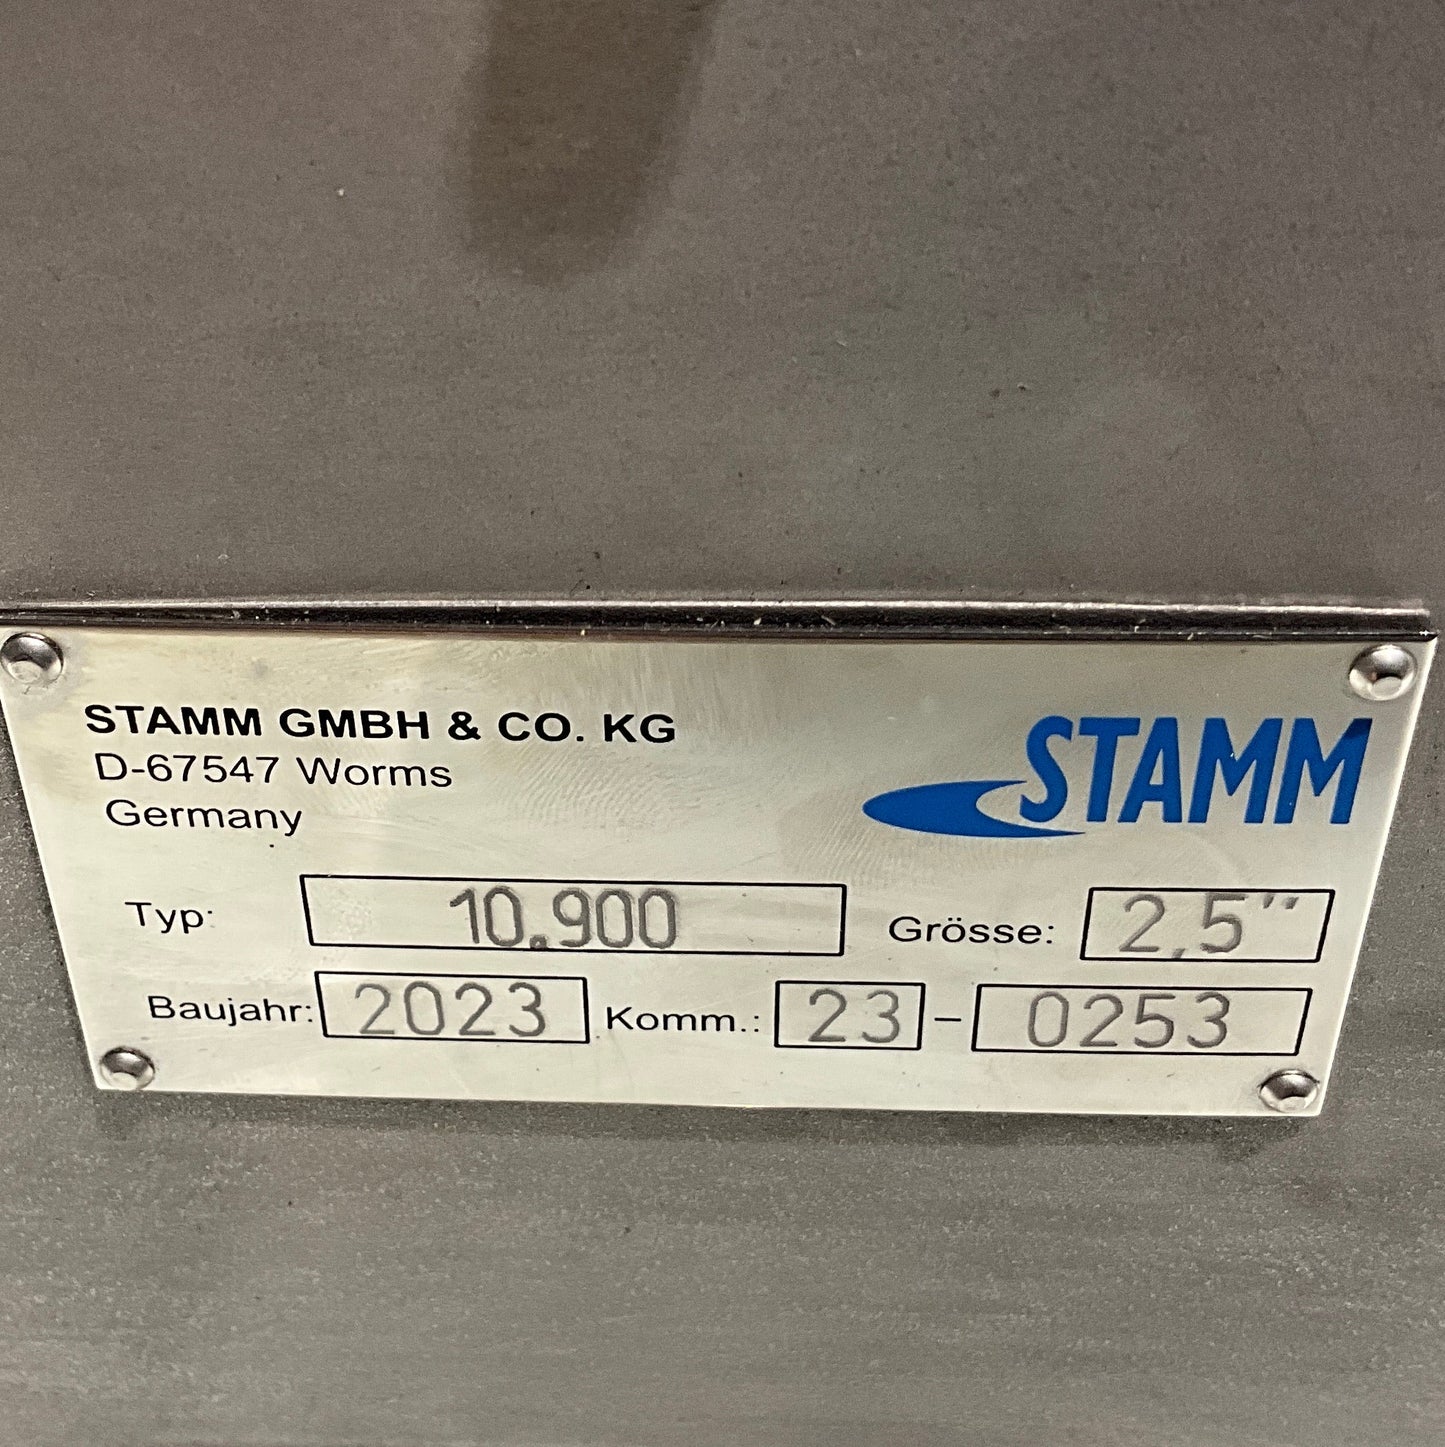 STAMM GMBH & CO. KG
D-67547 Worms
Germany
STAMM
Typ: 10.900 Grösse: 2,5''
Baujahr: 2023 Komm.: 23 - 0253